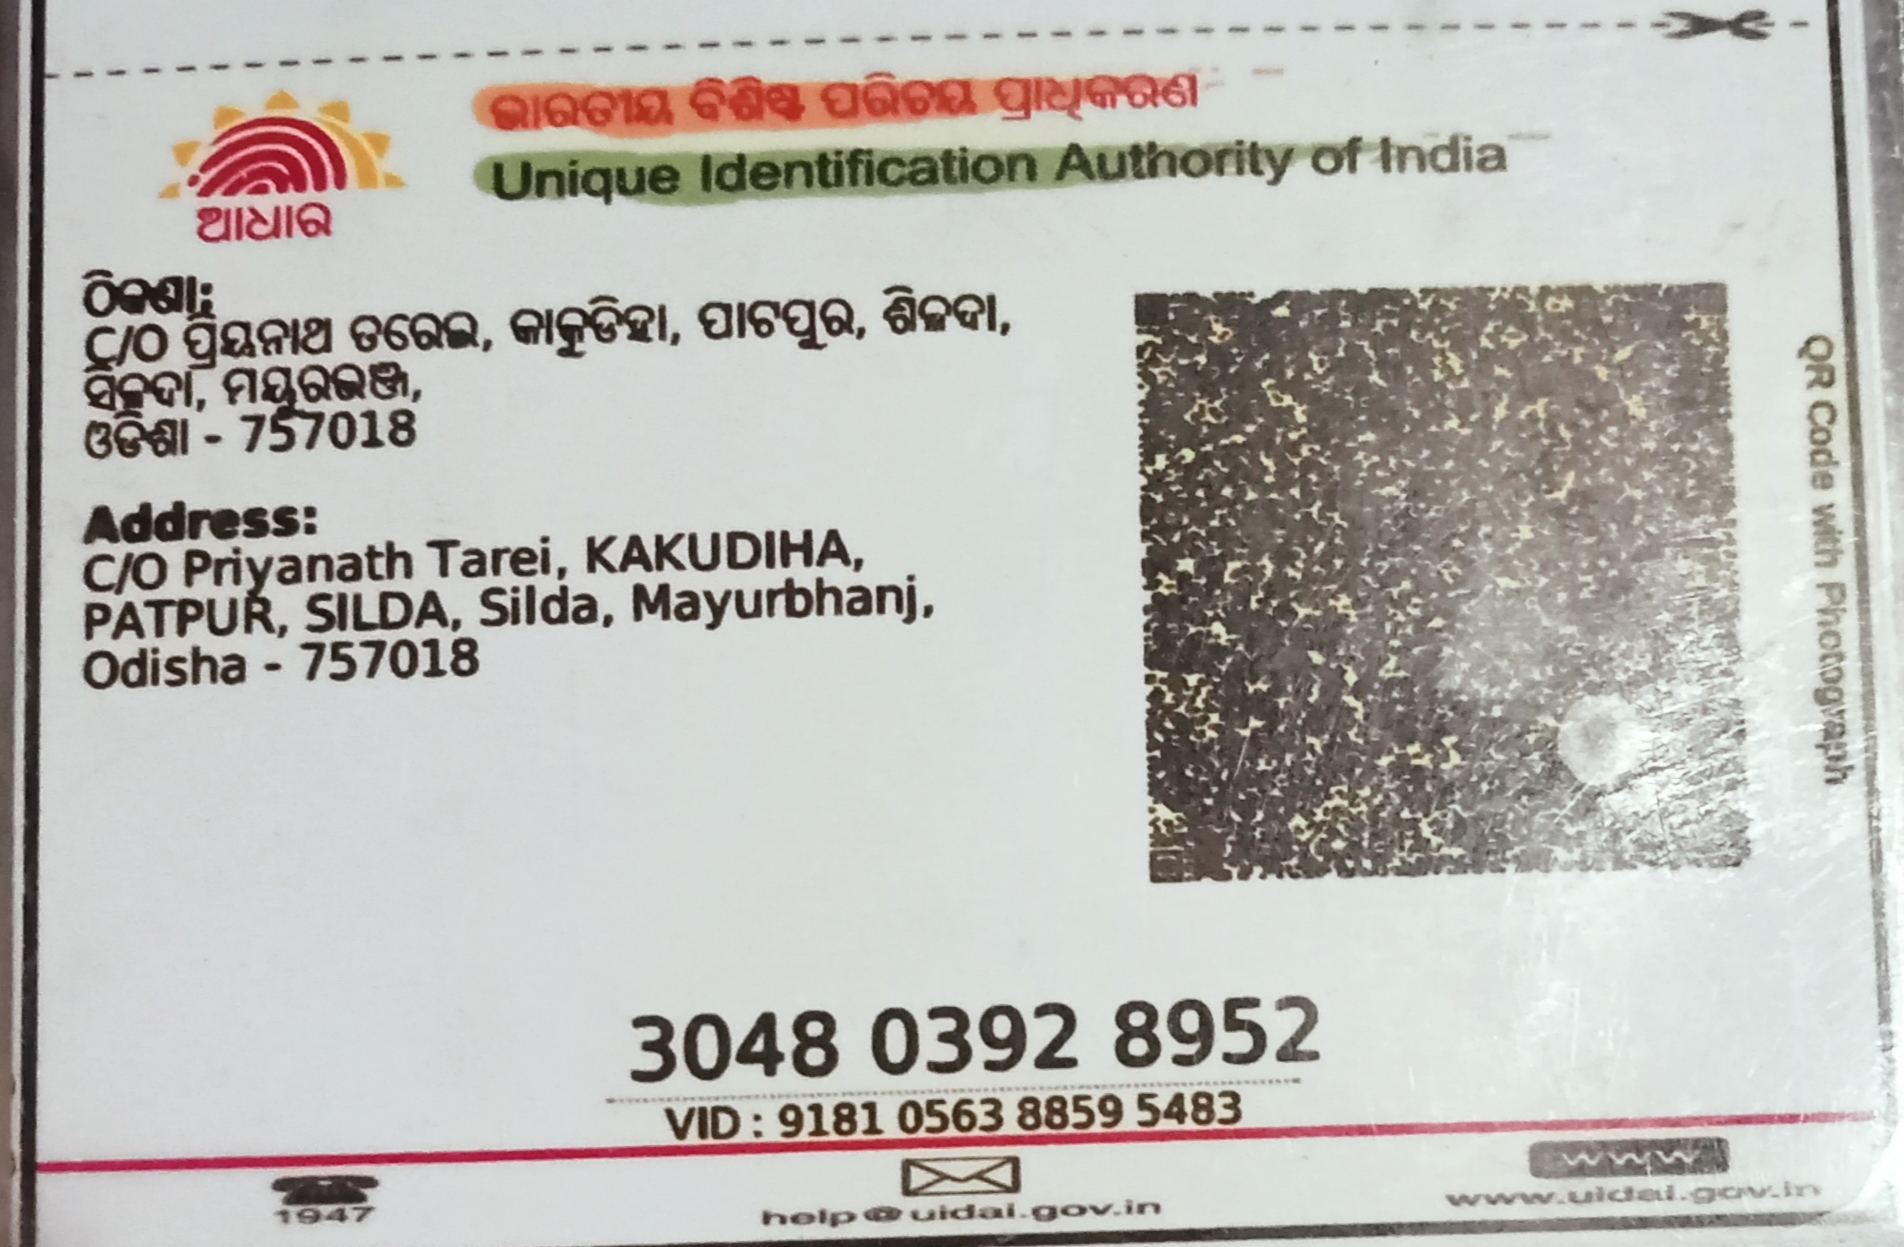 ଭାରତୀୟ ବିଶିଷ୍ଟ ପରିଚୟ ପ୍ରାଧିକରଣ
Unique Identification Authority of India
ଆଧାର
ଠିକଣା:
C/O ପ୍ରିୟନାଥ ତରେଇ, କାକୁଡିହା, ପାଟପୁର, ଶିଳଦା,
ସିଳଦା, ମୟୂରଭଞ୍ଜ,
ଓଡିଶା - 757018
Address:
C/O Priyanath Tarei, KAKUDIHA,
PATPUR, SILDA, Silda, Mayurbhanj,
Odisha - 757018
QR Code with Photograph
3048 0392 8952
VID : 9181 0563 8859 5483
1947
help@uidai.gov.in
www
www.uidai.gov.in